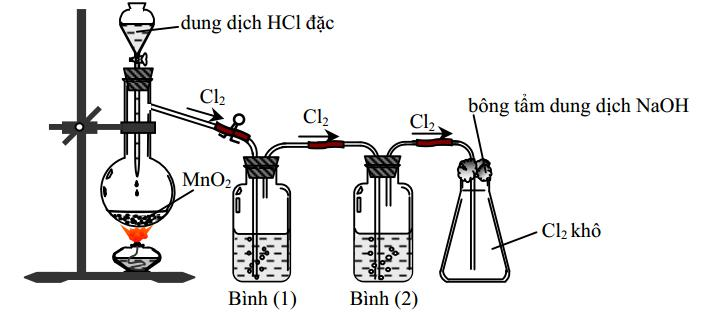 dung dịch HCl đặc
Cl₂
Cl₂
Cl₂
bông tẩm dung dịch NaOH
MnO₂
Cl₂ khô
Bình (1)
Bình (2)